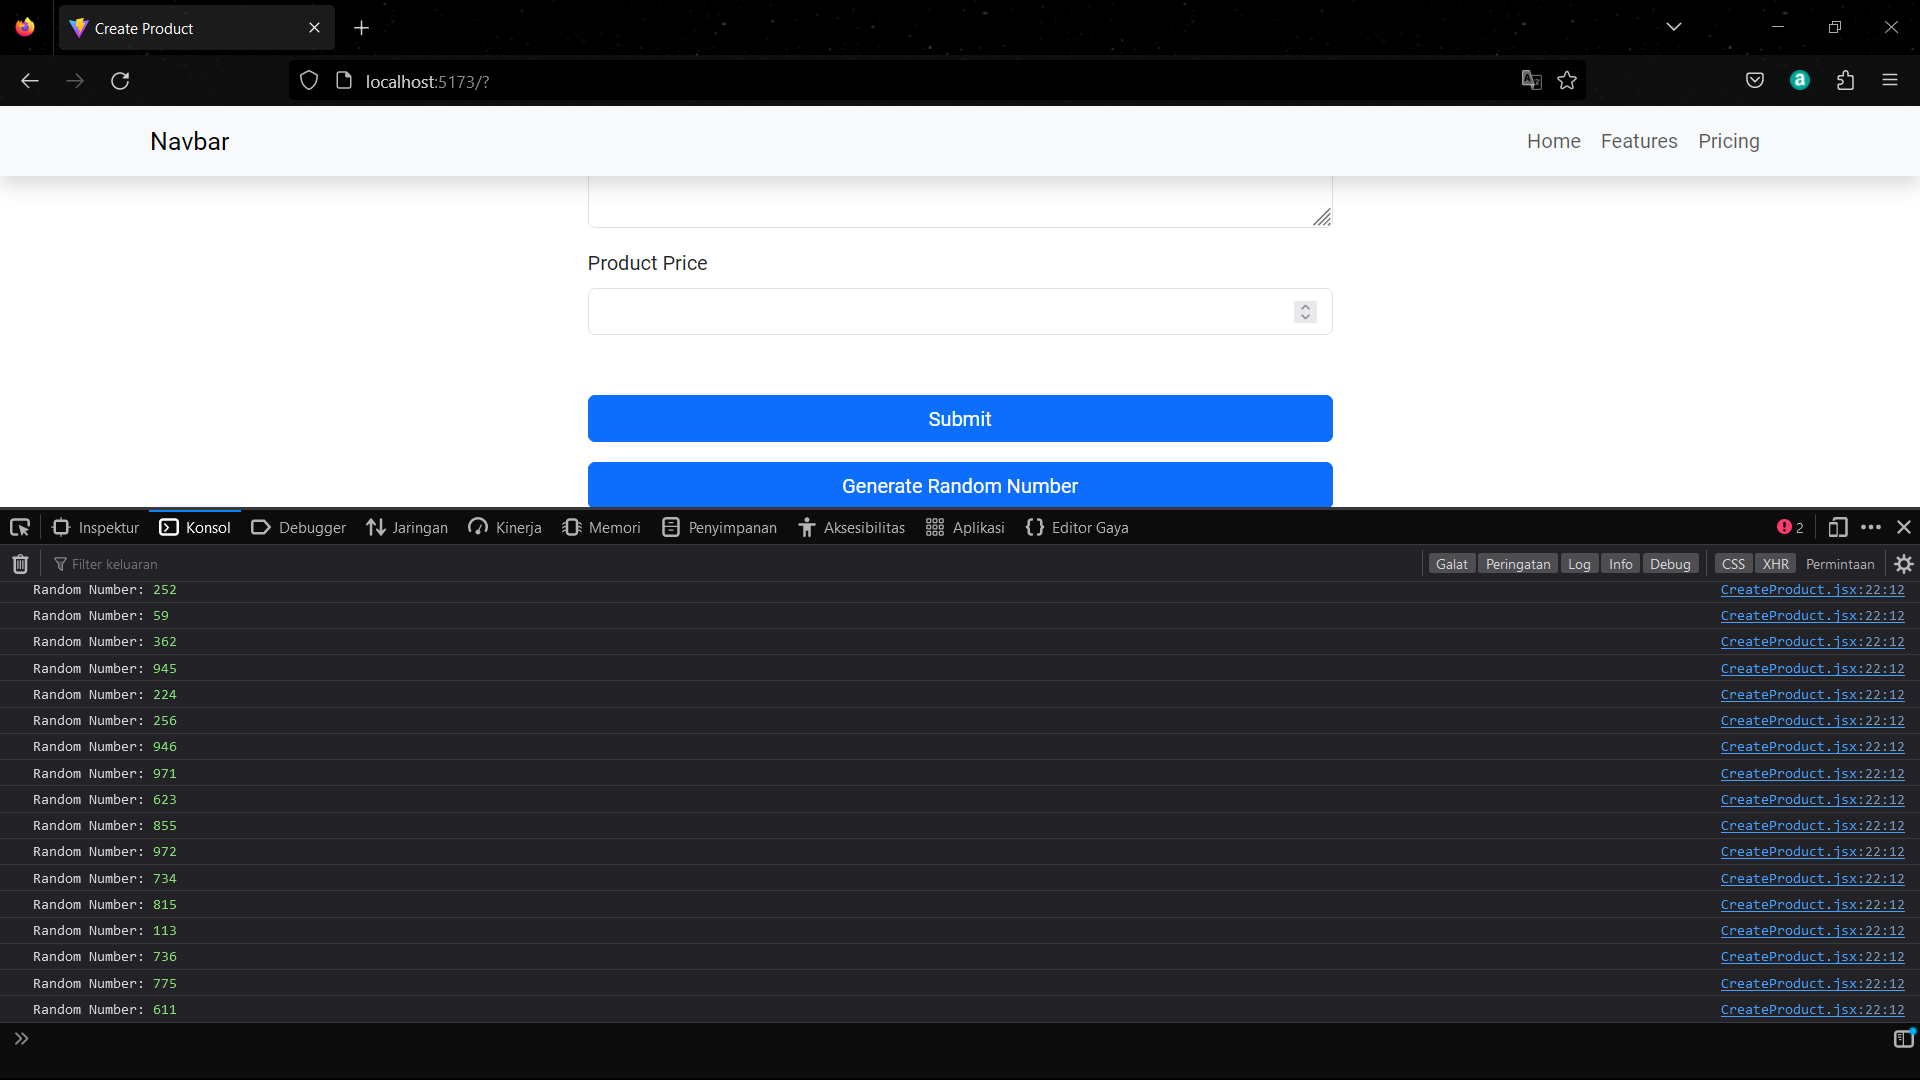 Create Product
localhost:5173/?
Navbar
Home Features Pricing
Product Price
Submit
Generate Random Number
Inspektur Konsol Debugger Jaringan Kinerja Memori Penyimpanan Aksesibilitas Aplikasi Editor Gaya 2
Filter keluaran Galat Peringatan Log Info Debug CSS XHR Permintaan
Random Number: 252 CreateProduct.jsx:22:12
Random Number: 59 CreateProduct.jsx:22:12
Random Number: 362 CreateProduct.jsx:22:12
Random Number: 945 CreateProduct.jsx:22:12
Random Number: 224 CreateProduct.jsx:22:12
Random Number: 256 CreateProduct.jsx:22:12
Random Number: 946 CreateProduct.jsx:22:12
Random Number: 971 CreateProduct.jsx:22:12
Random Number: 623 CreateProduct.jsx:22:12
Random Number: 855 CreateProduct.jsx:22:12
Random Number: 972 CreateProduct.jsx:22:12
Random Number: 734 CreateProduct.jsx:22:12
Random Number: 815 CreateProduct.jsx:22:12
Random Number: 113 CreateProduct.jsx:22:12
Random Number: 736 CreateProduct.jsx:22:12
Random Number: 775 CreateProduct.jsx:22:12
Random Number: 611 CreateProduct.jsx:22:12